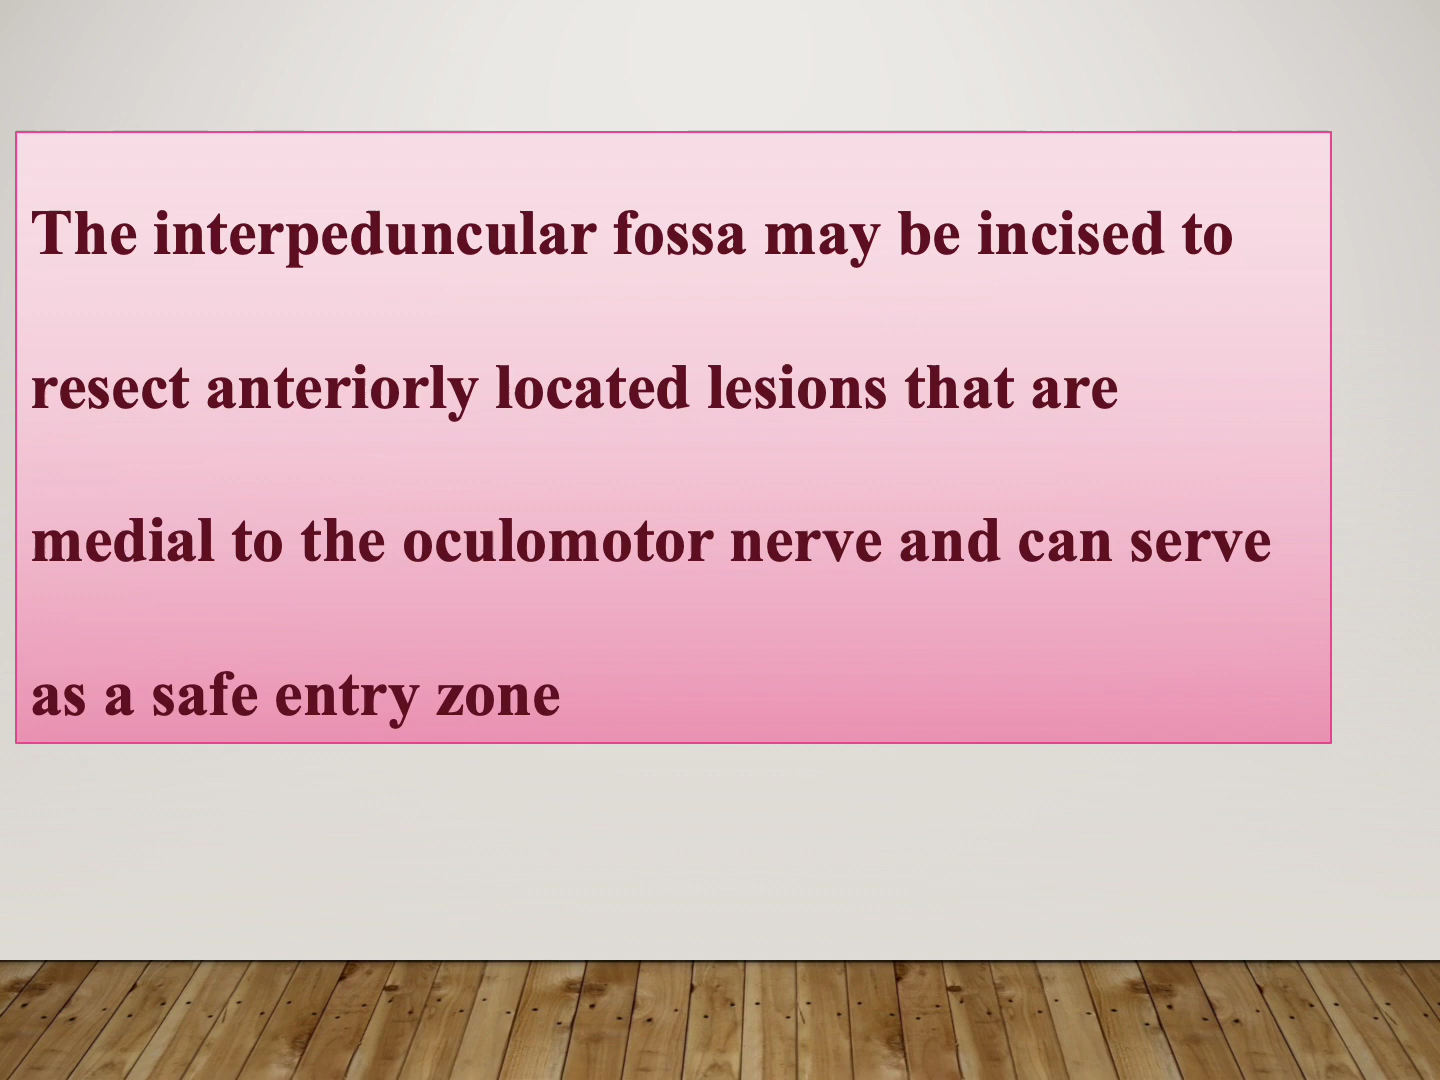 The interpeduncular fossa may be incised to
resect anteriorly located lesions that are
medial to the oculomotor nerve and can serve
as a safe entry zone